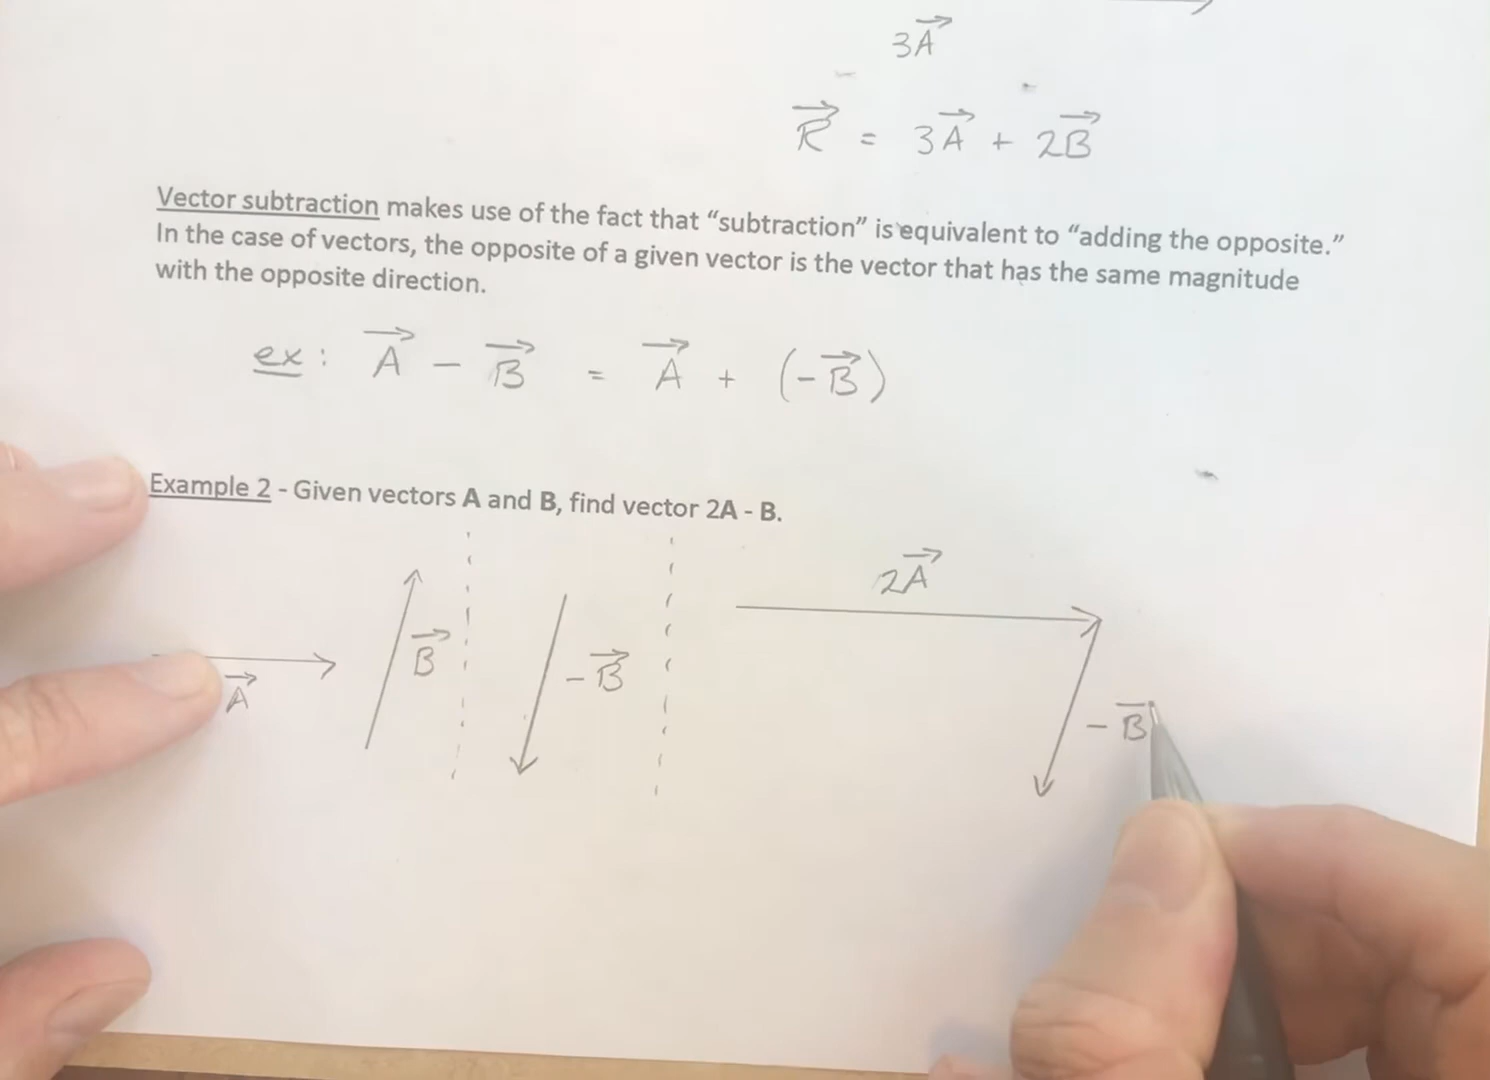 3A⃗
R⃗ = 3A⃗ + 2B⃗
Vector subtraction makes use of the fact that “subtraction” is equivalent to “adding the opposite.”
In the case of vectors, the opposite of a given vector is the vector that has the same magnitude
with the opposite direction.
ex: A⃗ - B⃗ = A⃗ + (-B⃗)
Example 2 - Given vectors A and B, find vector 2A - B.
2A⃗
B⃗
-B⃗
A⃗
-B